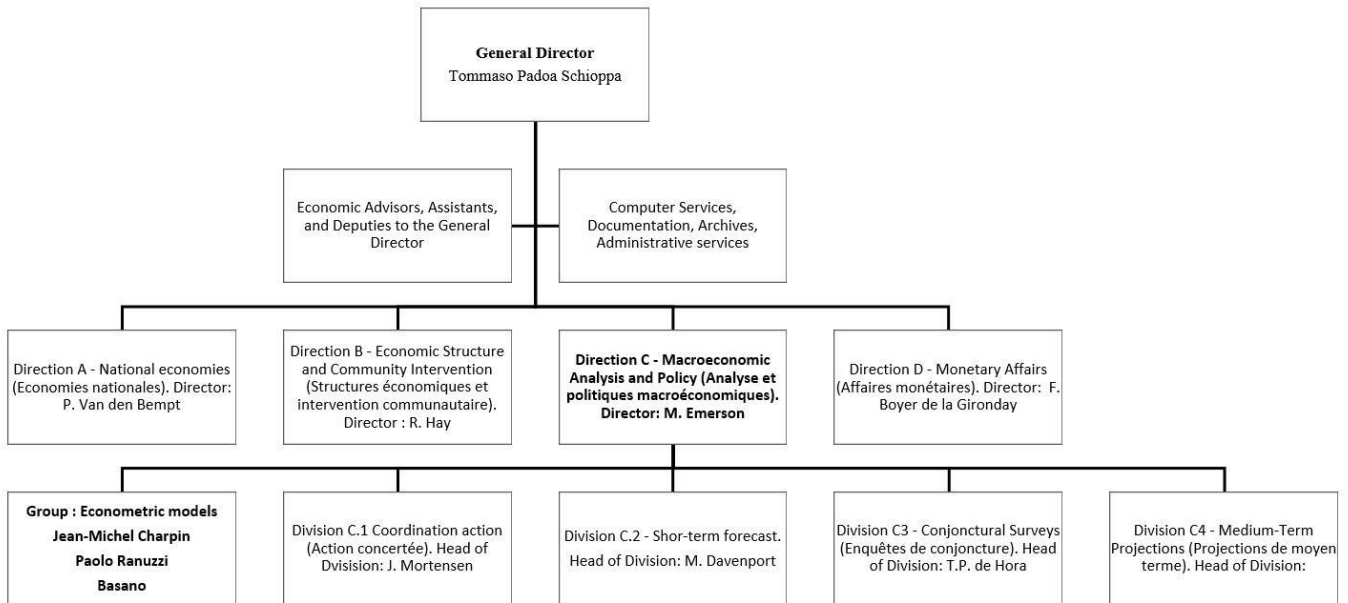 General Director
Tommaso Padoa Schioppa
Economic Advisors, Assistants,
and Deputies to the General
Director
Computer Services,
Documentation, Archives,
Administrative services
Direction A - National economies
(Economies nationales). Director:
P. Van den Bempt
Direction B - Economic Structure
and Community Intervention
(Structures économiques et
intervention communautaire).
Director : R. Hay
Direction C - Macroeconomic
Analysis and Policy (Analyse et
politiques macroéconomiques).
Director: M. Emerson
Direction D - Monetary Affairs
(Affaires monétaires). Director: F.
Boyer de la Gironday
Group : Econometric models
Jean-Michel Charpin
Paolo Ranuzzi
Basano
Division C.1 Coordination action
(Action concertée). Head of
Dvsision: J. Mortensen
Division C.2 - Shor-term forecast.
Head of Division: M. Davenport
Division C3 - Conjonctural Surveys
(Enquêtes de conjoncture). Head
of Division: T.P. de Hora
Division C4 - Medium-Term
Projections (Projections de moyen
terme). Head of Division: